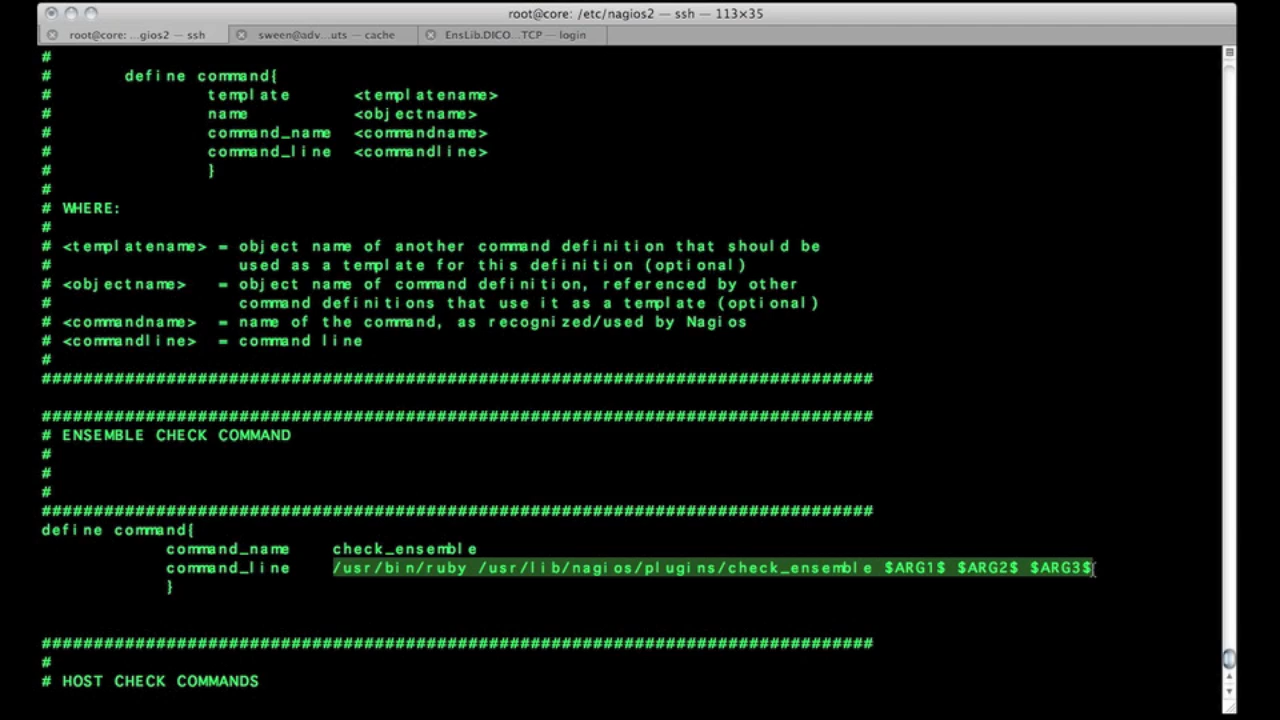 root@core: /etc/nagios2 — ssh — 113×35
root@core: ...gios2 — ssh
sween@adv...uts — cache
EnsLib.DICO...TCP — login
#
# define command{
# template <templatename>
# name <objectname>
# command_name <commandname>
# command_line <commandline>
# }
#
# WHERE:
#
# <templatename> = object name of another command definition that should be
# used as a template for this definition (optional)
# <objectname> = object name of command definition, referenced by other
# command definitions that use it as a template (optional)
# <commandname> = name of the command, as recognized/used by Nagios
# <commandline> = command line
#
################################################################################
################################################################################
# ENSEMBLE CHECK COMMAND
#
#
#
################################################################################
define command{
command_name check_ensemble
command_line /usr/bin/ruby /usr/lib/nagios/plugins/check_ensemble $ARG1$ $ARG2$ $ARG3$
}
################################################################################
#
# HOST CHECK COMMANDS